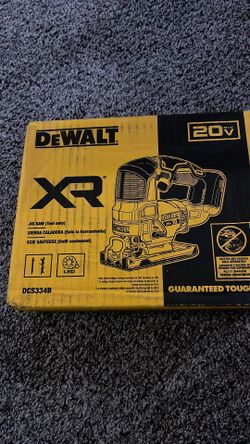 DEWALT
20V
XR
JIG SAW (Tool only)
SIERRA CALADORA (Solo la herramienta)
SCIE SAUTEUSE (Outil seulement)
LED
DCS334B
GUARANTEED TOUGH